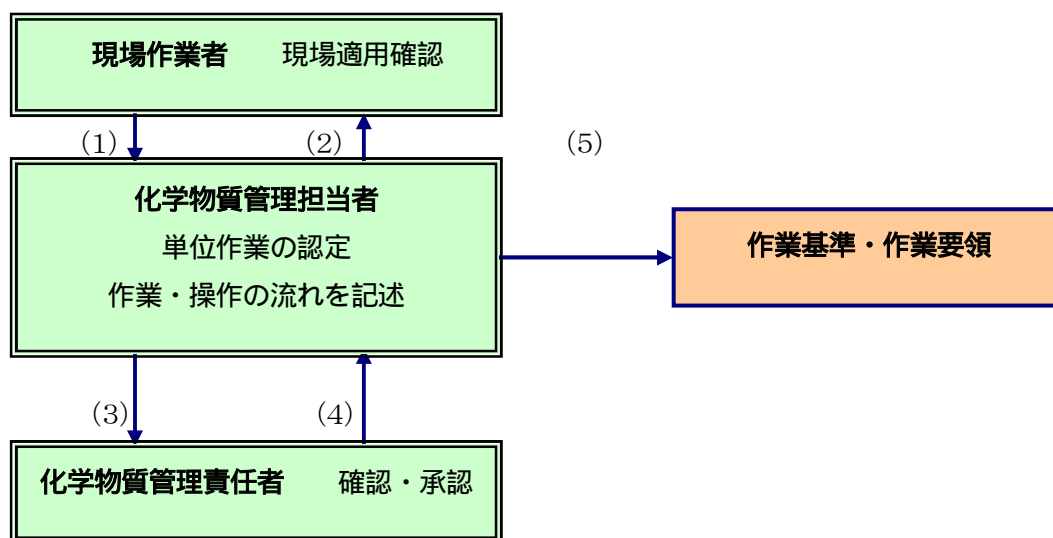 現場作業者　　現場適用確認
(1)
(2)
(5)
化学物質管理担当者
単位作業の認定
作業・操作の流れを記述
作業基準・作業要領
(3)
(4)
化学物質管理責任者　　確認・承認